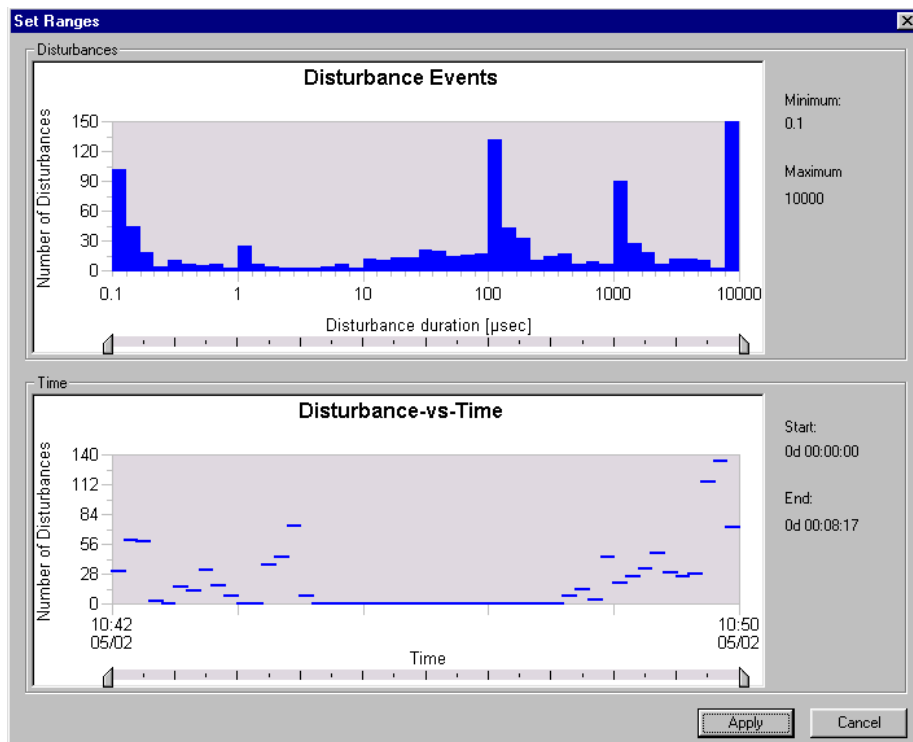 Set Ranges
Disturbances
Disturbance Events
Number of Disturbances
150
120
90
60
30
0
0.1 1 10 100 1000 10000
Disturbance duration [µsec]
Minimum:
0.1
Maximum
10000
Time
Disturbance-vs-Time
Number of Disturbances
140
112
84
56
28
0
10:42 10:50
05/02 05/02
Time
Start:
0d 00:00:00
End:
0d 00:08:17
Apply Cancel